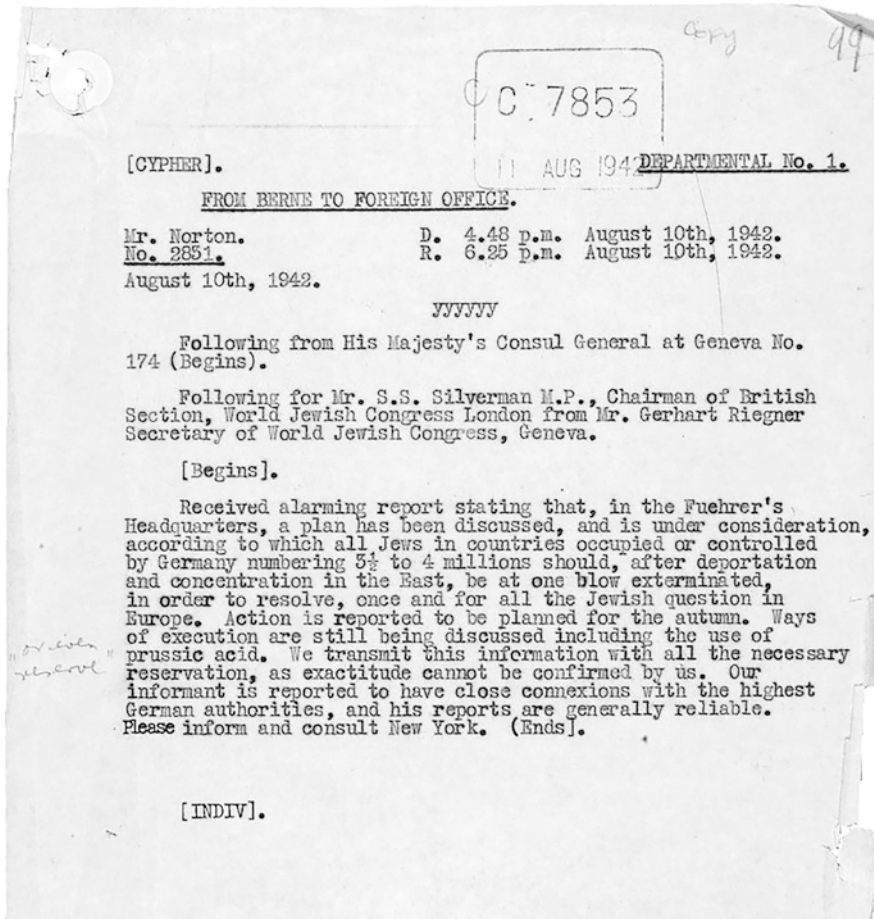 Copy
99
C 7853
11 AUG 1942
[CYPHER].
DEPARTMENTAL No. 1.
FROM BERNE TO FOREIGN OFFICE.
Mr. Norton. D. 4.48 p.m. August 10th, 1942.
No. 2851. R. 6.25 p.m. August 10th, 1942.
August 10th, 1942.
yyyyyy
Following from His Majesty's Consul General at Geneva No.
174 (Begins).
Following for Mr. S.S. Silverman M.P., Chairman of British
Section, World Jewish Congress London from Mr. Gerhart Riegner
Secretary of World Jewish Congress, Geneva.
[Begins].
Received alarming report stating that, in the Fuehrer's
Headquarters, a plan has been discussed, and is under consideration,
according to which all Jews in countries occupied or controlled
by Germany numbering 3½ to 4 millions should, after deportation
and concentration in the East, be at one blow exterminated,
in order to resolve, once and for all the Jewish question in
Europe. Action is reported to be planned for the autumn. Ways
of execution are still being discussed including the use of
prussic acid. We transmit this information with all the necessary
reservation, as exactitude cannot be confirmed by us. Our
informant is reported to have close connexions with the highest
German authorities, and his reports are generally reliable.
Please inform and consult New York. (Ends].
[INDIV].